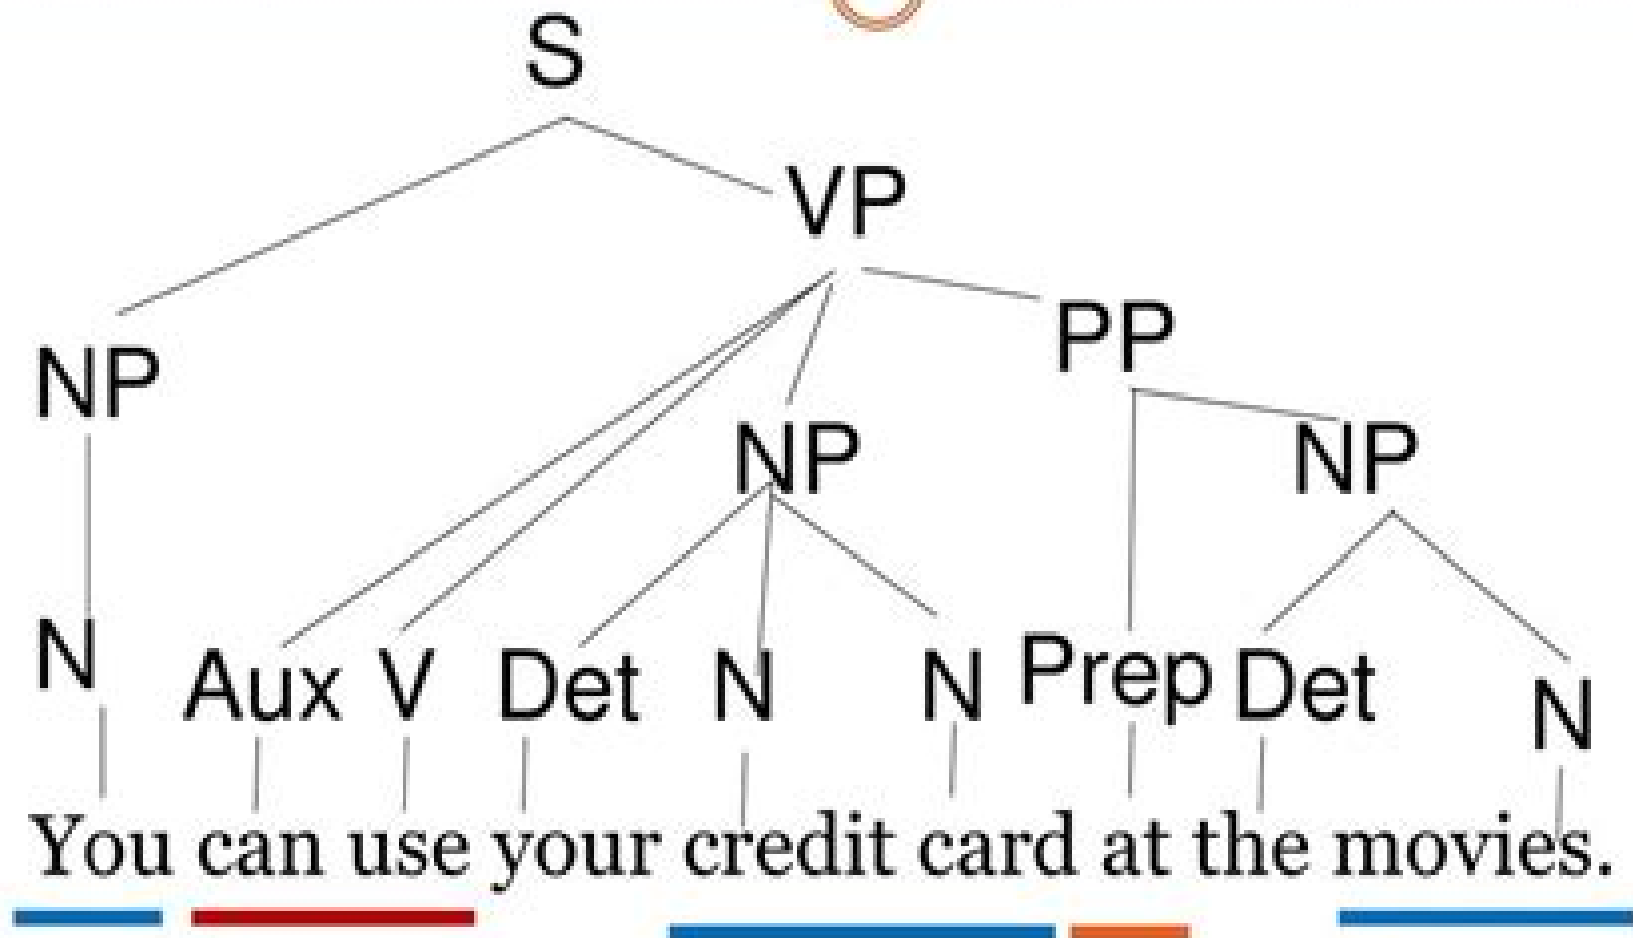 S
VP
PP
NP
NP NP
N Aux V Det N N Prep Det N
You can use your credit card at the movies.